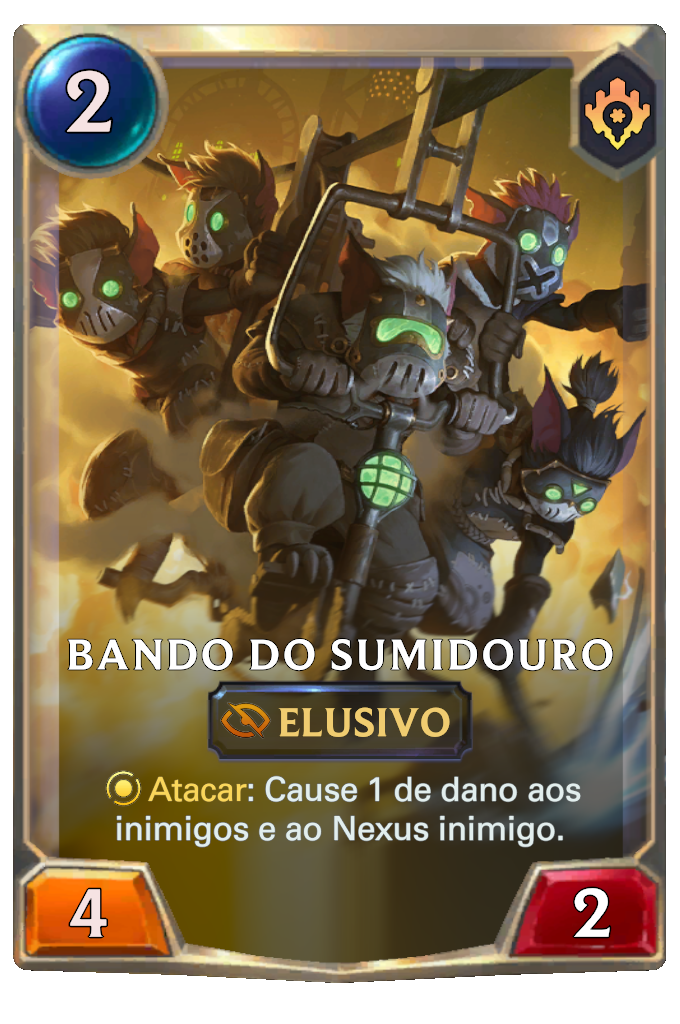 2
BANDO DO SUMIDOURO
ELUSIVO
Atacar: Cause 1 de dano aos
inimigos e ao Nexus inimigo.
4
2